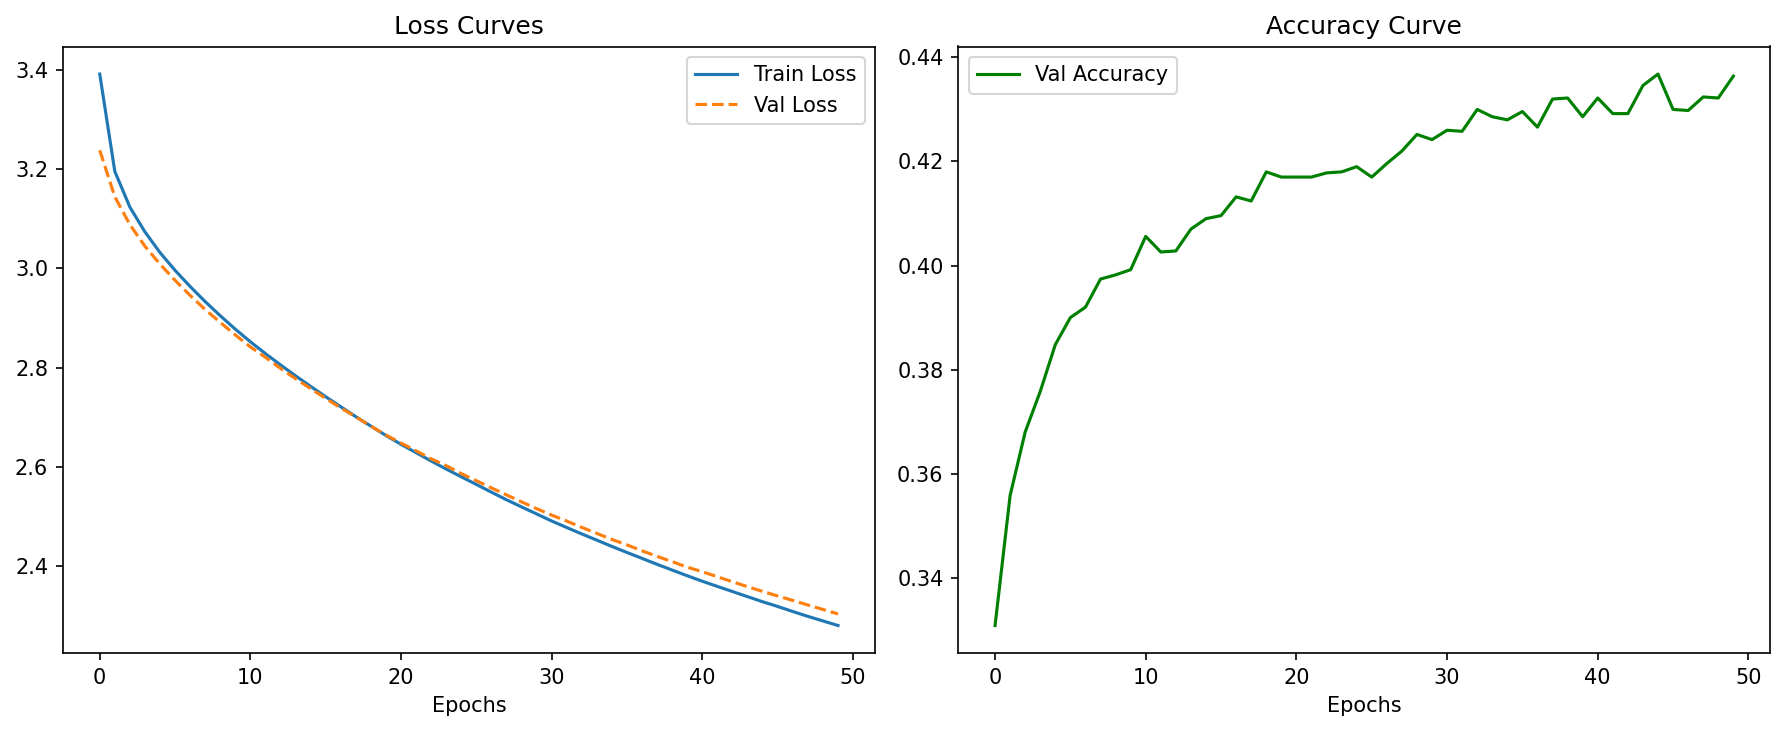 Loss Curves
3.4
3.2
3.0
2.8
2.6
2.4
Train Loss
Val Loss
0 10 20 30 40 50
Epochs
Accuracy Curve
0.44
0.42
0.40
0.38
0.36
0.34
Val Accuracy
0 10 20 30 40 50
Epochs